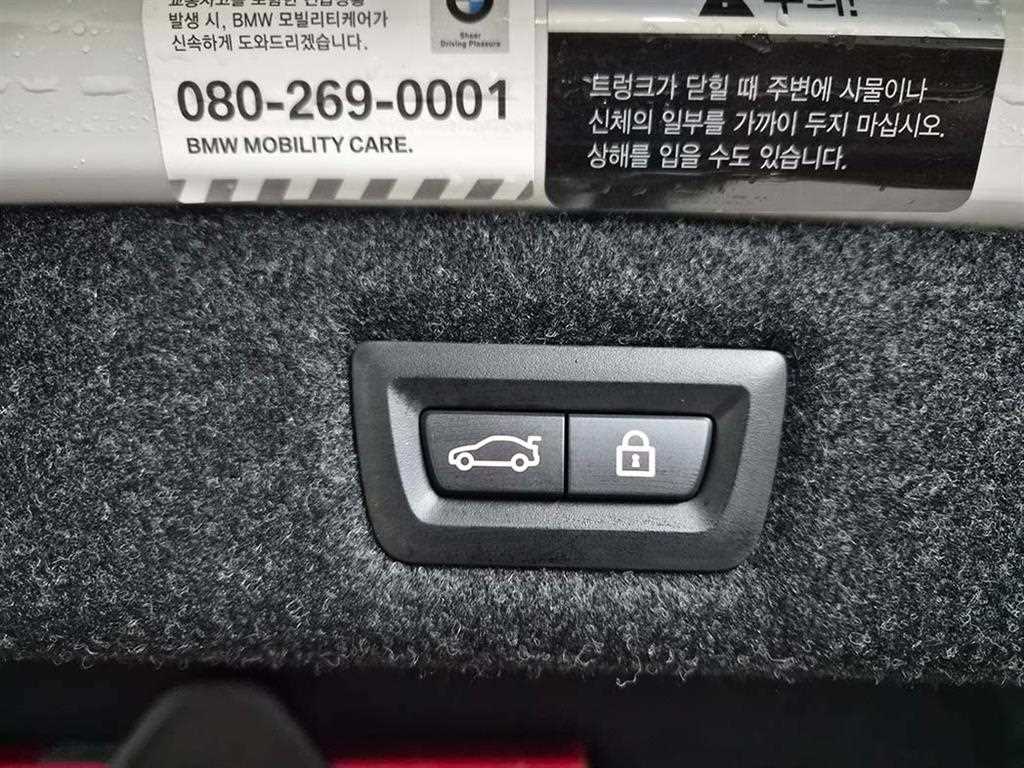 발생 시, BMW 모빌리티케어가
신속하게 도와드리겠습니다.
Sheer
Driving Pleasure
080-269-0001
BMW MOBILITY CARE.
트렁크가 닫힐 때 주변에 사물이나
신체의 일부를 가까이 두지 마십시오.
상해를 입을 수도 있습니다.